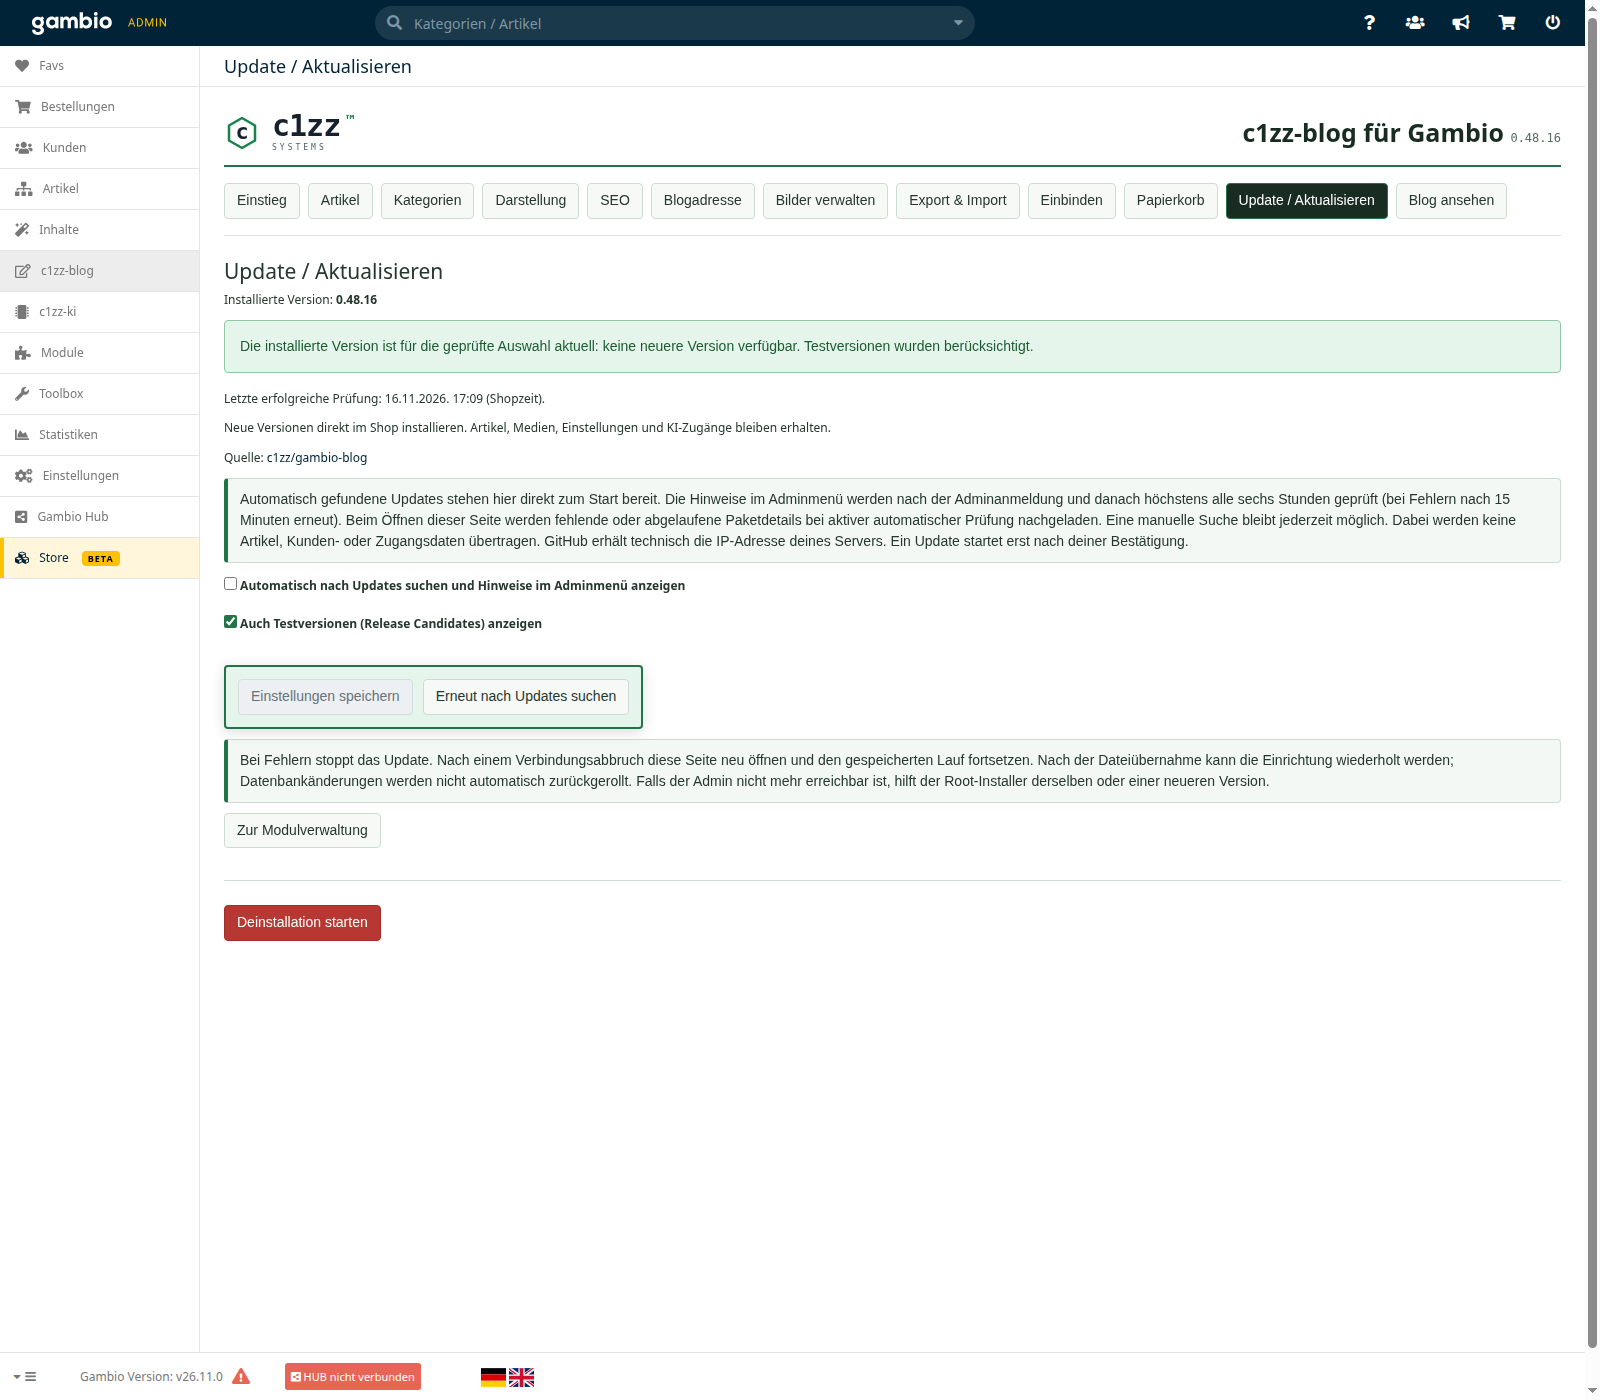 gambio ADMIN
Kategorien / Artikel
Favs
Bestellungen
Kunden
Artikel
Inhalte
c1zz-blog
c1zz-ki
Module
Toolbox
Statistiken
Einstellungen
Gambio Hub
Store BETA
Update / Aktualisieren
c
c1zz™
SYSTEMS
c1zz-blog für Gambio 0.48.16
Einstieg Artikel Kategorien Darstellung SEO Blogadresse Bilder verwalten Export & Import Einbinden Papierkorb Update / Aktualisieren Blog ansehen
Update / Aktualisieren
Installierte Version: 0.48.16
Die installierte Version ist für die geprüfte Auswahl aktuell: keine neuere Version verfügbar. Testversionen wurden berücksichtigt.
Letzte erfolgreiche Prüfung: 16.11.2026. 17:09 (Shopzeit).
Neue Versionen direkt im Shop installieren. Artikel, Medien, Einstellungen und KI-Zugänge bleiben erhalten.
Quelle: c1zz/gambio-blog
Automatisch gefundene Updates stehen hier direkt zum Start bereit. Die Hinweise im Adminmenü werden nach der Adminanmeldung und danach höchstens alle sechs Stunden geprüft (bei Fehlern nach 15
Minuten erneut). Beim Öffnen dieser Seite werden fehlende oder abgelaufene Paketdetails bei aktiver automatischer Prüfung nachgeladen. Eine manuelle Suche bleibt jederzeit möglich. Dabei werden keine
Artikel, Kunden- oder Zugangsdaten übertragen. GitHub erhält technisch die IP-Adresse deines Servers. Ein Update startet erst nach deiner Bestätigung.
Automatisch nach Updates suchen und Hinweise im Adminmenü anzeigen
Auch Testversionen (Release Candidates) anzeigen
Einstellungen speichern Erneut nach Updates suchen
Bei Fehlern stoppt das Update. Nach einem Verbindungsabbruch diese Seite neu öffnen und den gespeicherten Lauf fortsetzen. Nach der Dateiübernahme kann die Einrichtung wiederholt werden;
Datenbankänderungen werden nicht automatisch zurückgerollt. Falls der Admin nicht mehr erreichbar ist, hilft der Root-Installer derselben oder einer neueren Version.
Zur Modulverwaltung
Deinstallation starten
Gambio Version: v26.11.0
HUB nicht verbunden